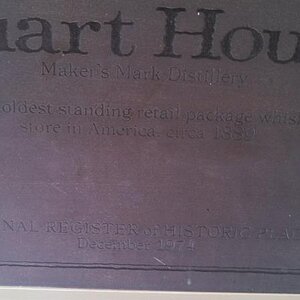 uart Hou
Maker's Mark Distillery
oldest standing retail package whis
store in America, circa 1889
NAL REGISTER of HISTORIC PLA
December 1974